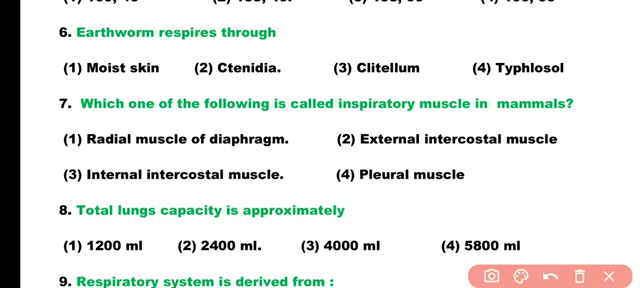 6. Earthworm respires through
(1) Moist skin (2) Ctenidia. (3) Clitellum (4) Typhlosol
7. Which one of the following is called inspiratory muscle in mammals?
(1) Radial muscle of diaphragm. (2) External intercostal muscle
(3) Internal intercostal muscle. (4) Pleural muscle
8. Total lungs capacity is approximately
(1) 1200 ml (2) 2400 ml. (3) 4000 ml (4) 5800 ml
9. Respiratory system is derived from :